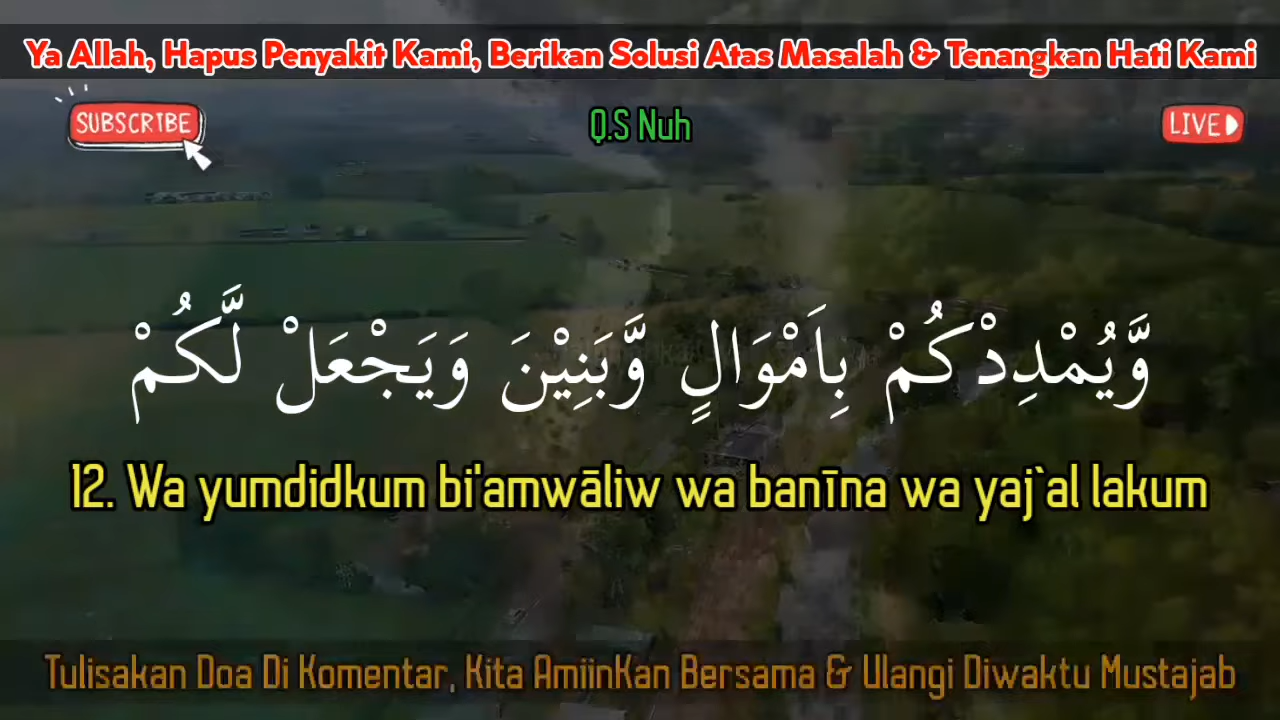 Ya Allah, Hapus Penyakit Kami, Berikan Solusi Atas Masalah & Tenangkan Hati Kami
SUBSCRIBE
Q.S Nuh
LIVE
وَّيُمْدِدْكُمْ بِاَمْوَالٍ وَّبَنِيْنَ وَيَجْعَلْ لَّكُمْ
12. Wa yumdidkum bi'amwāliw wa banīna wa yaj`al lakum
Tulisakan Doa Di Komentar, Kita AmiinKan Bersama & Ulangi Diwaktu Mustajab